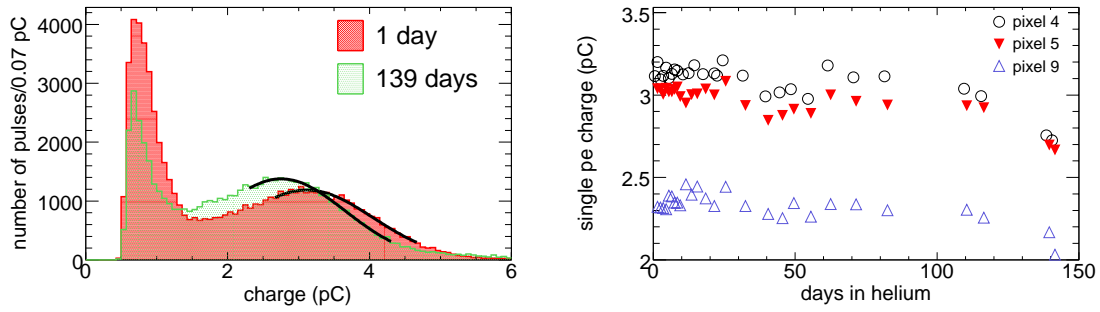 number of pulses/0.07 pC
4000
3000
2000
1000
0
0
2
4
6
charge (pC)
1 day
139 days
single pe charge (pC)
3.5
3
2.5
2
0
50
100
150
days in helium
pixel 4
pixel 5
pixel 9